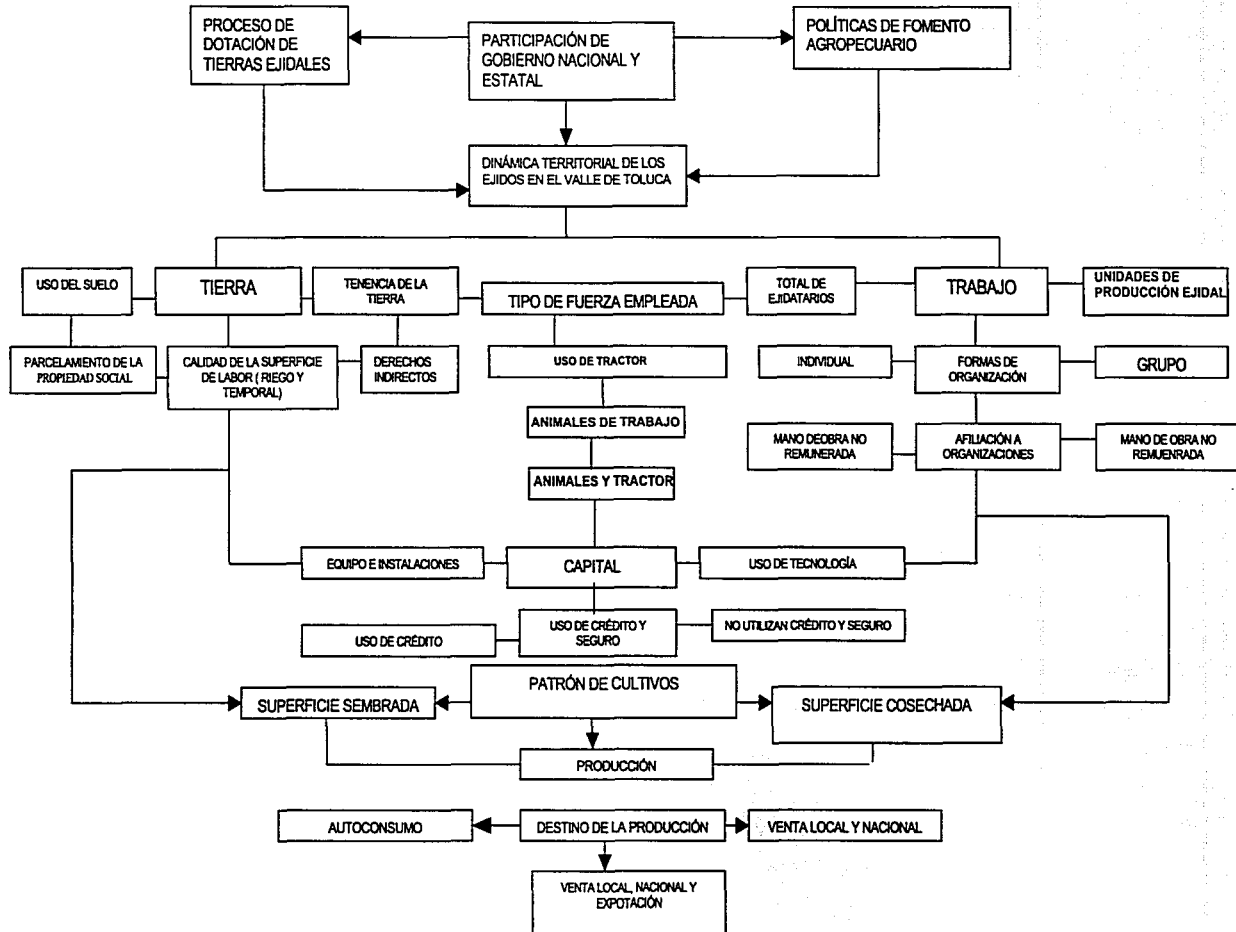 PROCESO DE
DOTACIÓN DE
TIERRAS EJIDALES
PARTICIPACIÓN DE
GOBIERNO NACIONAL Y
ESTATAL
POLÍTICAS DE FOMENTO
AGROPECUARIO
DINÁMICA TERRITORIAL DE LOS
EJIDOS EN EL VALLE DE TOLUCA
USO DEL SUELO
TIERRA
TENENCIA DE LA
TIERRA
TIPO DE FUERZA EMPLEADA
TOTAL DE
EJIDATARIOS
TRABAJO
UNIDADES DE
PRODUCCIÓN EJIDAL
PARCELAMIENTO DE LA
PROPIEDAD SOCIAL
CALIDAD DE LA SUPERFICIE
DE LABOR ( RIEGO Y
TEMPORAL)
DERECHOS
INDIRECTOS
USO DE TRACTOR
INDIVIDUAL
FORMAS DE
ORGANIZACIÓN
GRUPO
ANIMALES DE TRABAJO
MANO DEOBRA NO
REMUNERADA
AFILIACIÓN A
ORGANIZACIONES
MANO DE OBRA NO
REMUENRADA
ANIMALES Y TRACTOR
EQUIPO E INSTALACIONES
CAPITAL
USO DE TECNOLOGÍA
USO DE CRÉDITO
USO DE CRÉDITO Y
SEGURO
NO UTILIZAN CRÉDITO Y SEGURO
PATRÓN DE CULTIVOS
SUPERFICIE SEMBRADA
SUPERFICIE COSECHADA
PRODUCCIÓN
AUTOCONSUMO
DESTINO DE LA PRODUCCIÓN
VENTA LOCAL Y NACIONAL
VENTA LOCAL, NACIONAL Y
EXPOTACIÓN